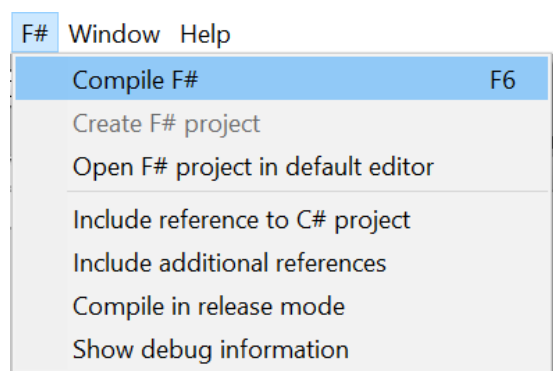 F# Window Help
Compile F# F6
Create F# project
Open F# project in default editor
Include reference to C# project
Include additional references
Compile in release mode
Show debug information